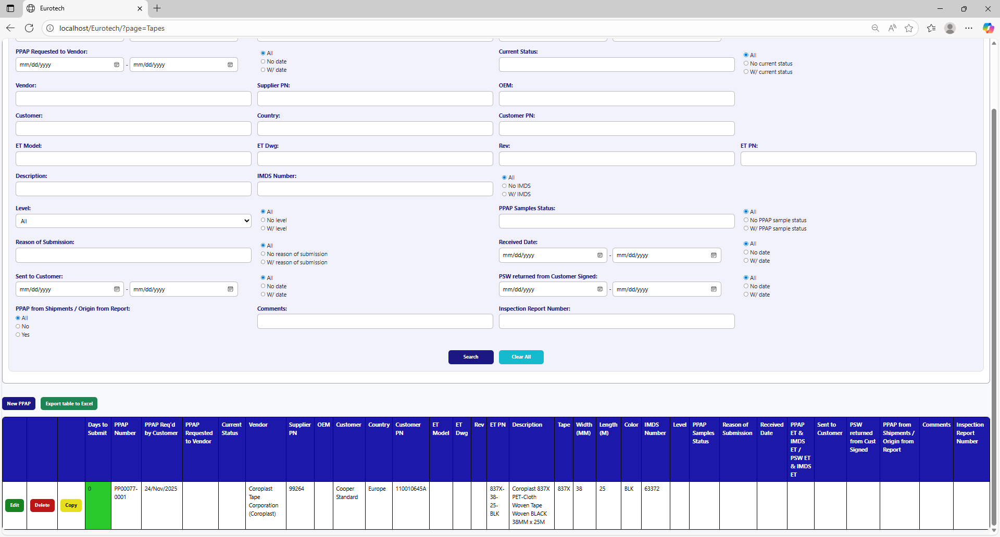 Eurotech
localhost/Eurotech/?page=Tapes
PPAP Requested to Vendor:
mm/dd/yyyy - mm/dd/yyyy
All
No date
W/ date
Current Status:
All
No current status
W/ current status
Vendor:
Supplier PN:
OEM:
Customer:
Country:
Customer PN:
ET Model:
ET Dwg:
Rev:
ET PN:
Description:
IMDS Number:
All
No IMDS
W/ IMDS
Level:
All
All
No level
W/ level
PPAP Samples Status:
All
No PPAP sample status
W/ PPAP sample status
Reason of Submission:
All
No reason of submission
W/ reason of submission
Received Date:
mm/dd/yyyy - mm/dd/yyyy
All
No date
W/ date
Sent to Customer:
mm/dd/yyyy - mm/dd/yyyy
All
No date
W/ date
PSW returned from Customer Signed:
mm/dd/yyyy - mm/dd/yyyy
All
No date
W/ date
PPAP from Shipments / Origin from Report:
All
No
Yes
Comments:
Inspection Report Number:
Search
Clear All
New PPAP
Export table to Excel
Days to
Submit
PPAP
Number
PPAP Req'd
by Customer
PPAP
Requested
to Vendor
Current
Status
Vendor
Supplier
PN
OEM
Customer
Country
Customer
PN
ET
Model
ET
Dwg
Rev
ET PN
Description
Tape
Width
(MM)
Length
(M)
Color
IMDS
Number
Level
PPAP
Samples
Status
Reason of
Submission
Received
Date
PPAP
ET &
IMDS
ET /
PSW ET
& IMDS
ET
Sent to
Customer
PSW
returned
from Cust
Signed
PPAP from
Shipments /
Origin from
Report
Comments
Inspection
Report
Number
Edit
Delete
Copy
0
PP00077-
0001
24/Nov/2025
Coroplast
Tape
Corporation
(Coroplast)
99264
Cooper
Standard
Europe
110010645A
837X-
38-
25-
BLK
Coroplast 837X
PET-Cloth
Woven Tape
Woven BLACK
38MM x 25M
837X
38
25
BLK
63372